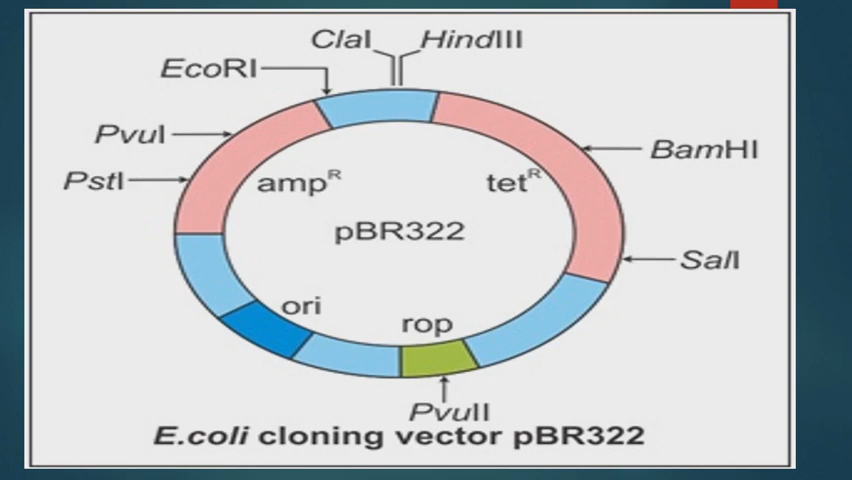 ClaI HindIII
EcoRI
PvuI
BamHI
PstI
ampᴿ tetᴿ
pBR322
SalI
ori
rop
PvuII
E.coli cloning vector pBR322